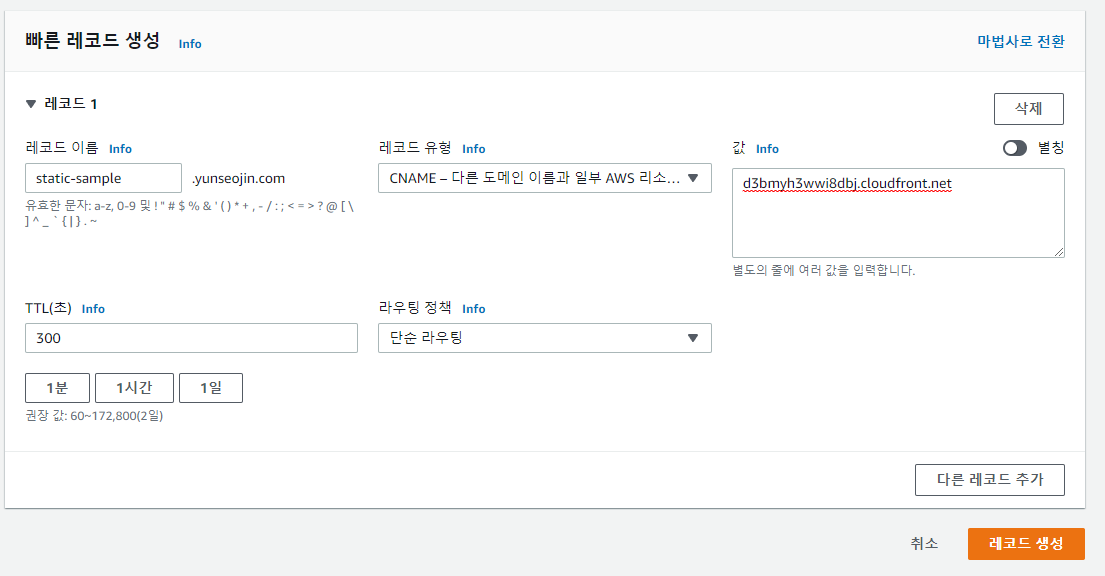 빠른 레코드 생성 Info
마법사로 전환
▼ 레코드 1
삭제
레코드 이름 Info
static-sample .yunseojin.com
유효한 문자: a-z, 0-9 및 ! " # $ % & ' ( ) * + , - / : ; < = > ? @ [ \
] ^ _ ` { | } . ~
레코드 유형 Info
CNAME – 다른 도메인 이름과 일부 AWS 리소...
값 Info
별칭
d3bmyh3wwi8dbj.cloudfront.net
별도의 줄에 여러 값을 입력합니다.
TTL(초) Info
300
1분 1시간 1일
권장 값: 60~172,800(2일)
라우팅 정책 Info
단순 라우팅
다른 레코드 추가
취소
레코드 생성